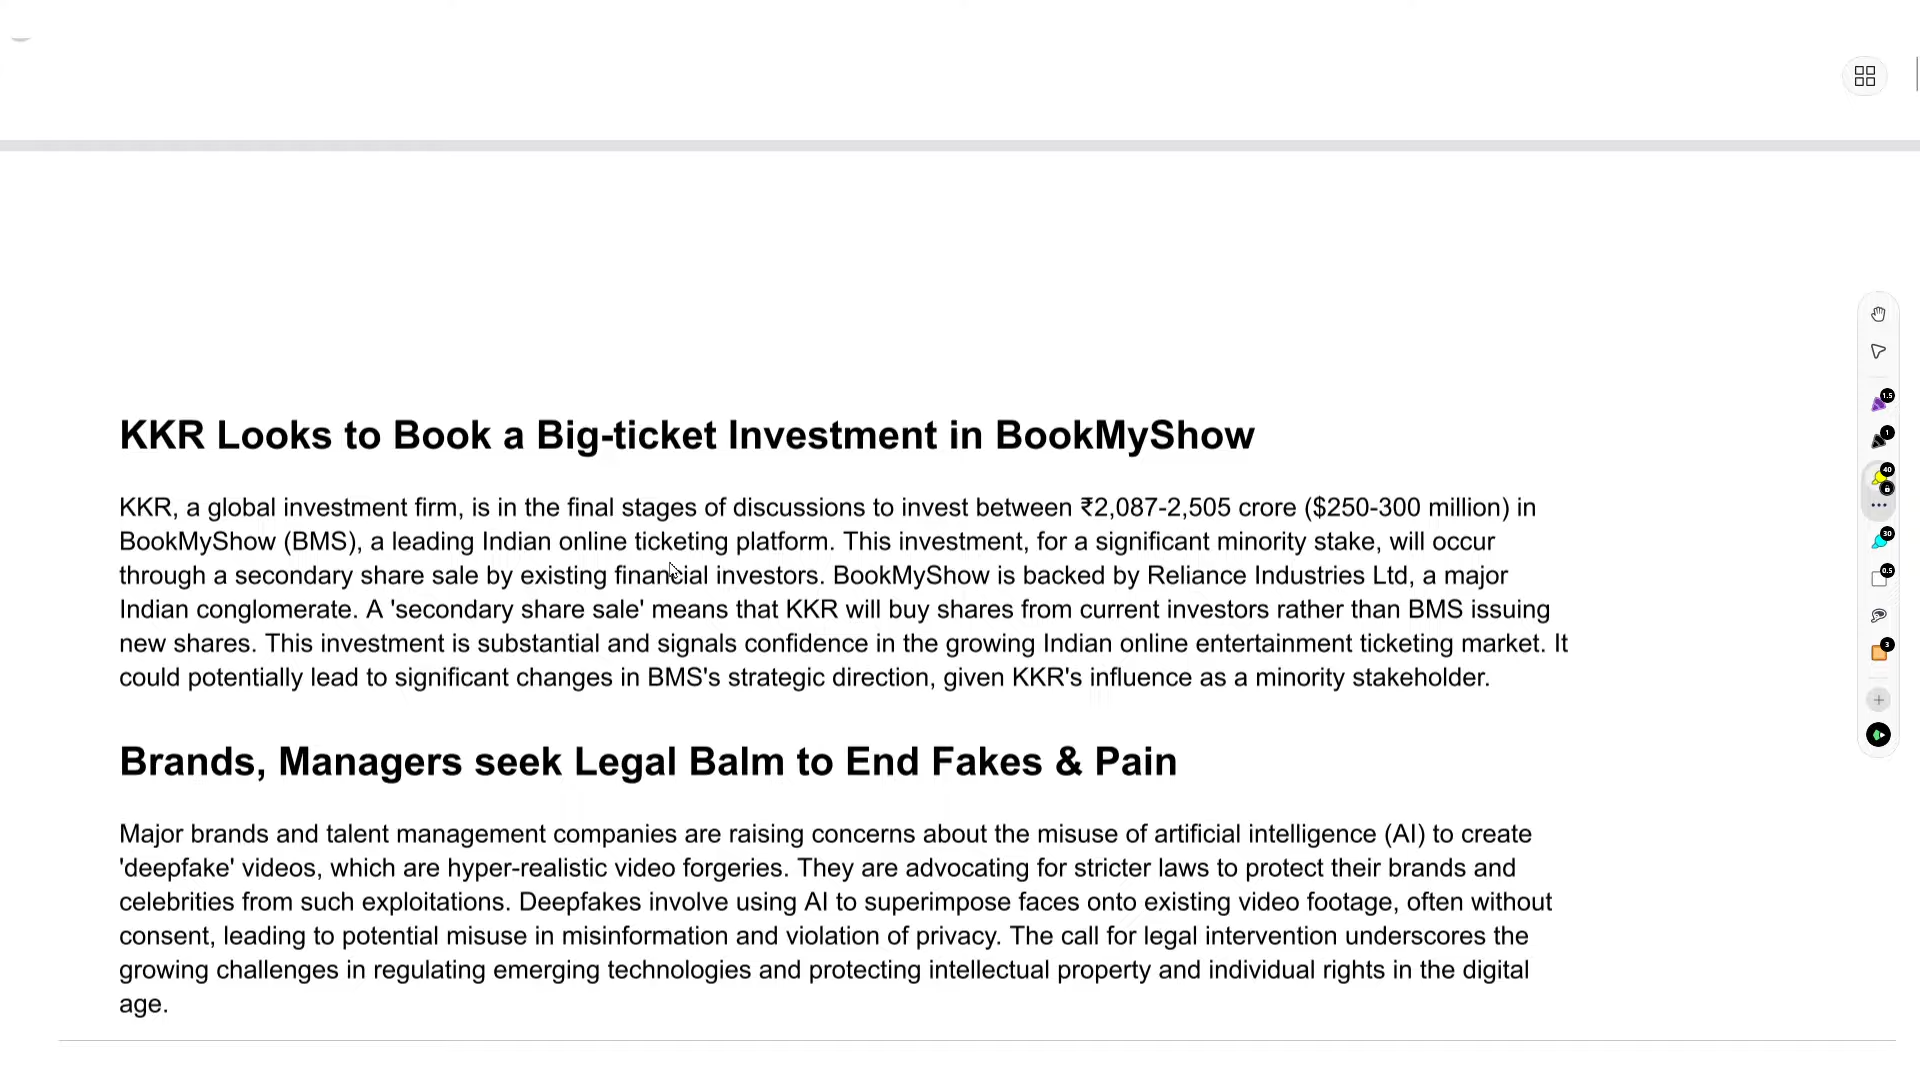 KKR Looks to Book a Big-ticket Investment in BookMyShow
KKR, a global investment firm, is in the final stages of discussions to invest between ₹2,087-2,505 crore ($250-300 million) in
BookMyShow (BMS), a leading Indian online ticketing platform. This investment, for a significant minority stake, will occur
through a secondary share sale by existing financial investors. BookMyShow is backed by Reliance Industries Ltd, a major
Indian conglomerate. A 'secondary share sale' means that KKR will buy shares from current investors rather than BMS issuing
new shares. This investment is substantial and signals confidence in the growing Indian online entertainment ticketing market. It
could potentially lead to significant changes in BMS's strategic direction, given KKR's influence as a minority stakeholder.
Brands, Managers seek Legal Balm to End Fakes & Pain
Major brands and talent management companies are raising concerns about the misuse of artificial intelligence (AI) to create
'deepfake' videos, which are hyper-realistic video forgeries. They are advocating for stricter laws to protect their brands and
celebrities from such exploitations. Deepfakes involve using AI to superimpose faces onto existing video footage, often without
consent, leading to potential misuse in misinformation and violation of privacy. The call for legal intervention underscores the
growing challenges in regulating emerging technologies and protecting intellectual property and individual rights in the digital
age.
1.5
1
40
30
0.5
3